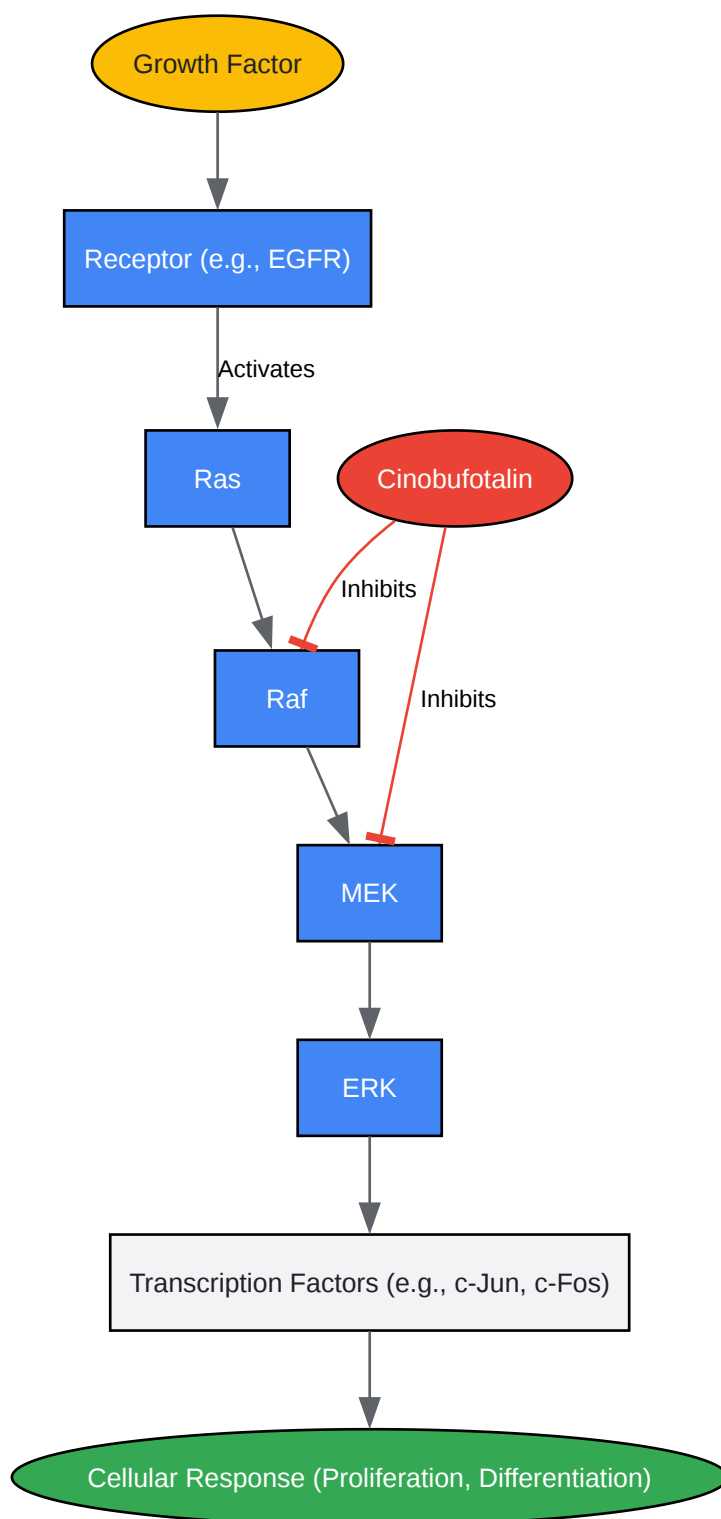 Growth Factor
Receptor (e.g., EGFR)
Activates
Ras
Cinobufotalin
Inhibits
Raf
Inhibits
MEK
ERK
Transcription Factors (e.g., c-Jun, c-Fos)
Cellular Response (Proliferation, Differentiation)